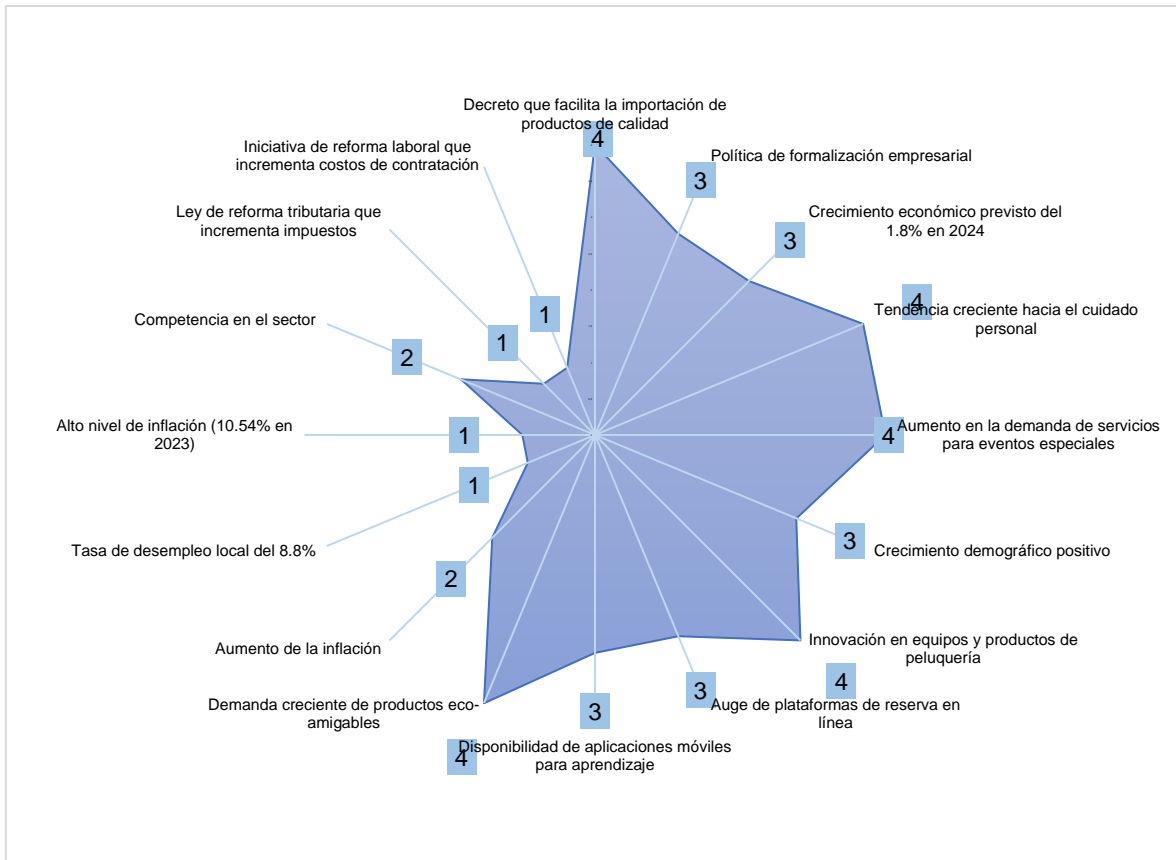 Decreto que facilita la importación de
productos de calidad
4
Política de formalización empresarial
3
Crecimiento económico previsto del
1.8% en 2024
3
Tendencia creciente hacia el cuidado
personal
4
Aumento en la demanda de servicios
para eventos especiales
4
Crecimiento demográfico positivo
3
Innovación en equipos y productos de
peluquería
4
Auge de plataformas de reserva en
línea
3
Disponibilidad de aplicaciones móviles
para aprendizaje
3
Demanda creciente de productos eco-
amigables
4
Aumento de la inflación
2
Tasa de desempleo local del 8.8%
1
Alto nivel de inflación (10.54% en
2023)
1
Competencia en el sector
2
Ley de reforma tributaria que
incrementa impuestos
1
Iniciativa de reforma laboral que
incrementa costos de contratación
1